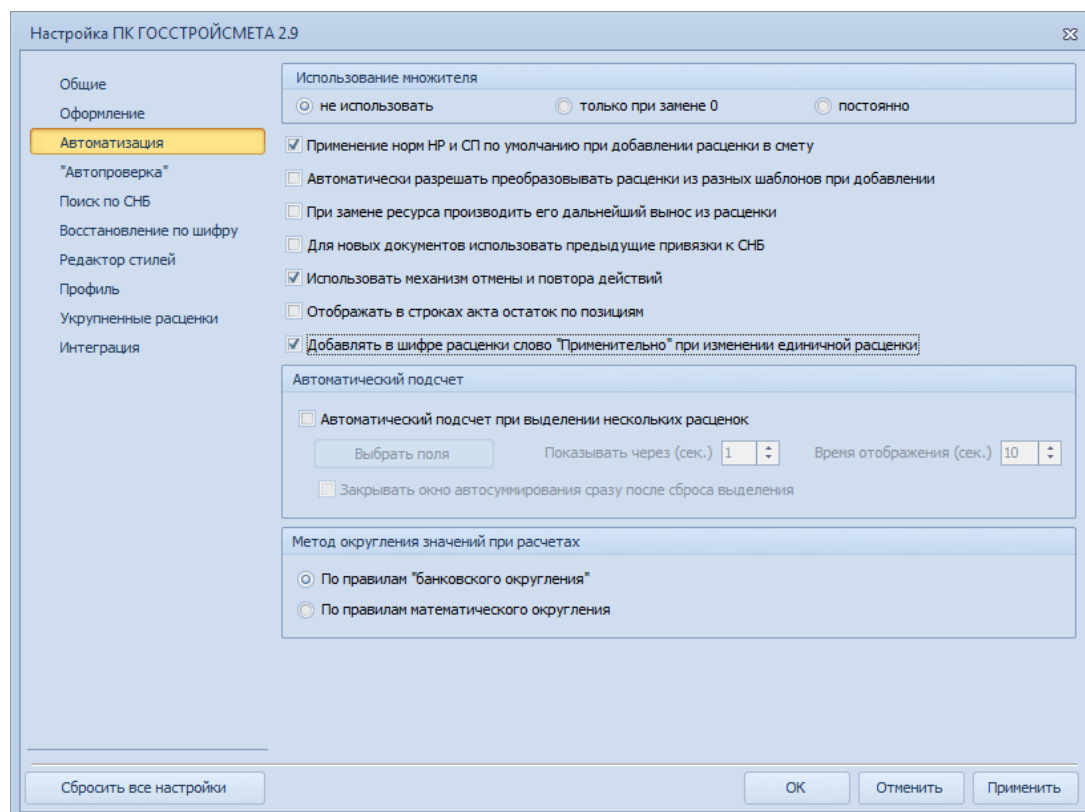 Настройка ПК ГОССТРОЙСМЕТА 2.9
Общие
Оформление
Автоматизация
"Автопроверка"
Поиск по СНБ
Восстановление по шифру
Редактор стилей
Профиль
Укрупненные расценки
Интеграция
Использование множителя
не использовать только при замене 0 постоянно
Применение норм НР и СП по умолчанию при добавлении расценки в смету
Автоматически разрешать преобразовывать расценки из разных шаблонов при добавлении
При замене ресурса производить его дальнейший вынос из расценки
Для новых документов использовать предыдущие привязки к СНБ
Использовать механизм отмены и повтора действий
Отображать в строках акта остаток по позициям
Добавлять в шифре расценки слово "Применительно" при изменении единичной расценки
Автоматический подсчет
Автоматический подсчет при выделении нескольких расценок
Выбрать поля Показывать через (сек.) 1 Время отображения (сек.) 10
Закрывать окно автосуммирования сразу после сброса выделения
Метод округления значений при расчетах
По правилам "банковского округления"
По правилам математического округления
Сбросить все настройки ОК Отменить Применить